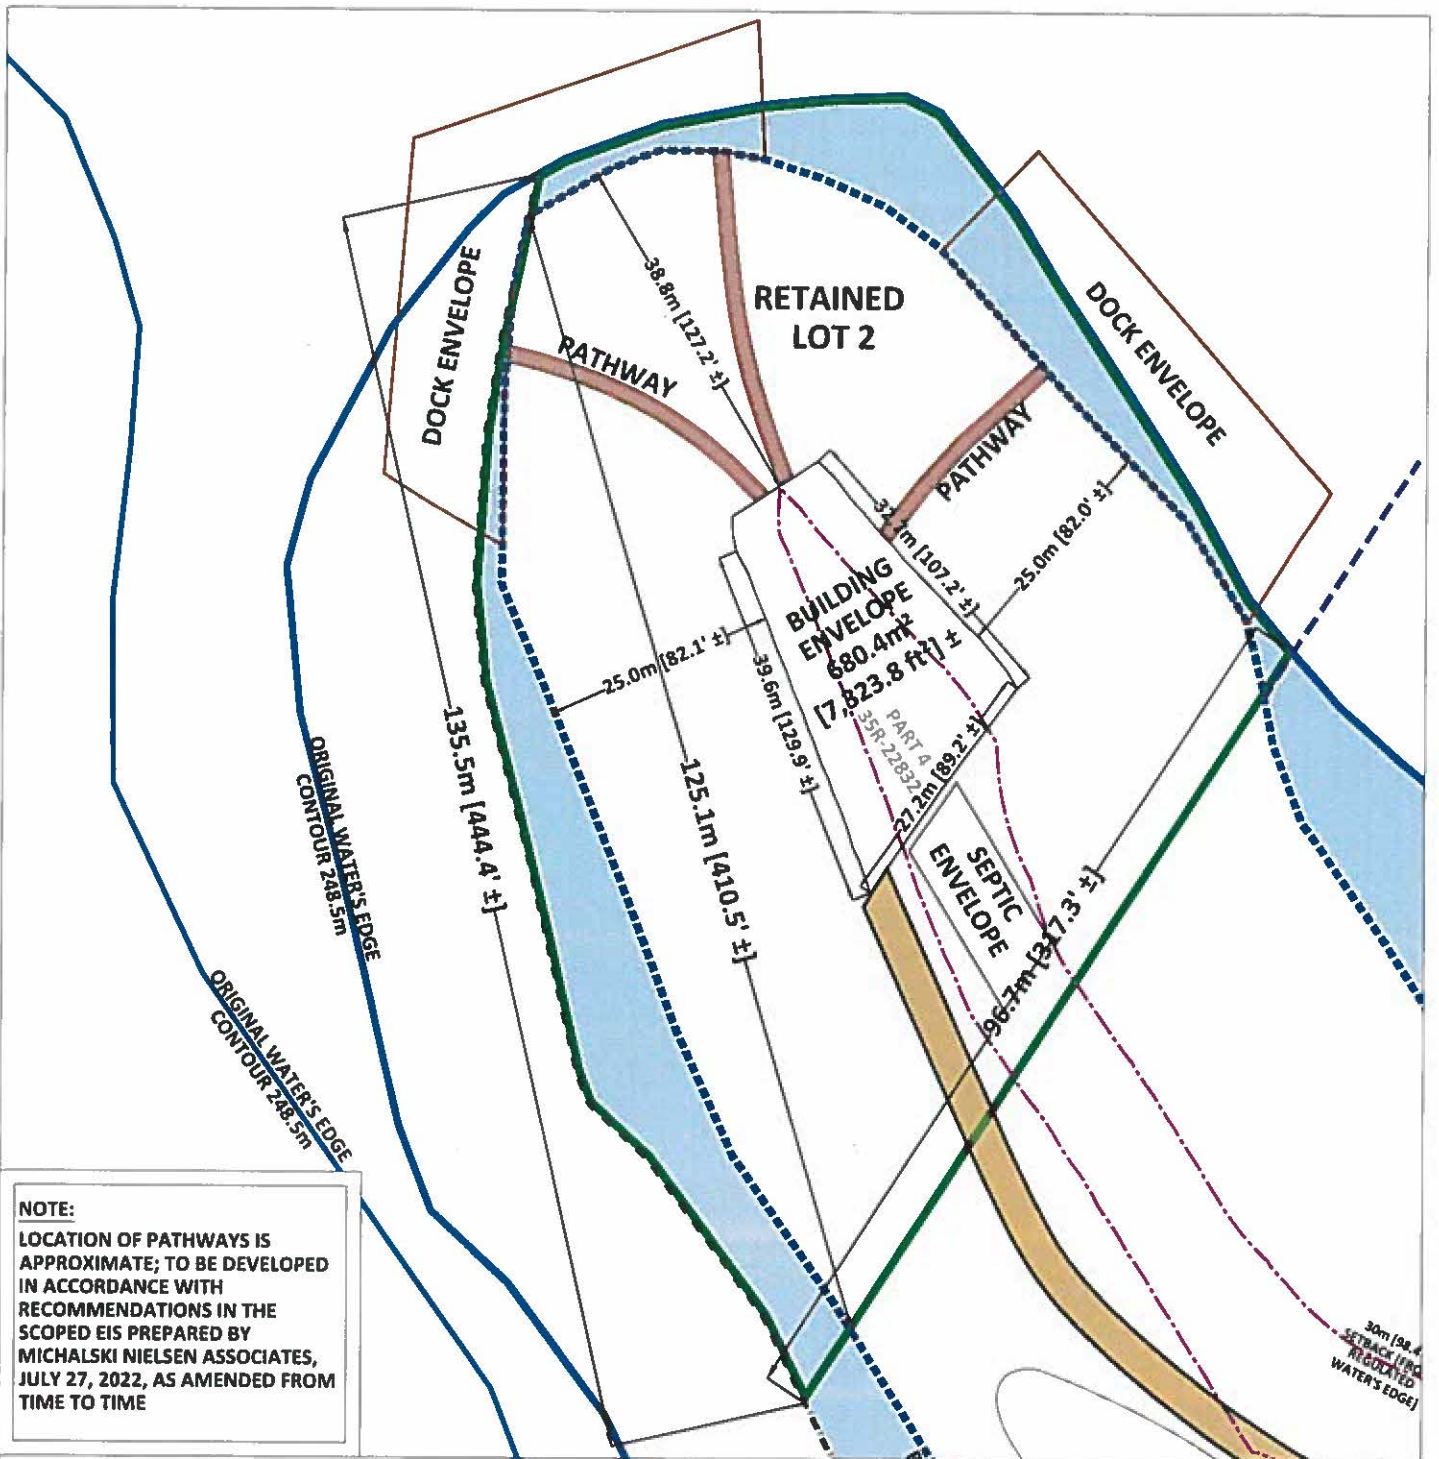 DOCK ENVELOPE
38.8m [127.2' ±]
RETAINED
LOT 2
DOCK ENVELOPE
PATHWAY
PATHWAY
[107.2' ±]
25.0m [82.0' ±]
BUILDING
ENVELOPE
680.4m²
[7,323.8 ft²] ±
25.0m [82.1' ±]
39.6m [129.9' ±]
PART 4
35R-22832
27.2m [89.2' ±]
135.5m [444.4' ±]
125.1m [410.5' ±]
SEPTIC
ENVELOPE
96.7m [317.3' ±]
ORIGINAL WATER'S EDGE
CONTOUR 248.5m
ORIGINAL WATER'S EDGE
CONTOUR 248.5m
30m [98.4
SETBACK [FRO
REGULATED
WATER'S EDGE]
NOTE:
LOCATION OF PATHWAYS IS
APPROXIMATE; TO BE DEVELOPED
IN ACCORDANCE WITH
RECOMMENDATIONS IN THE
SCOPED EIS PREPARED BY
MICHALSKI NIELSEN ASSOCIATES,
JULY 27, 2022, AS AMENDED FROM
TIME TO TIME